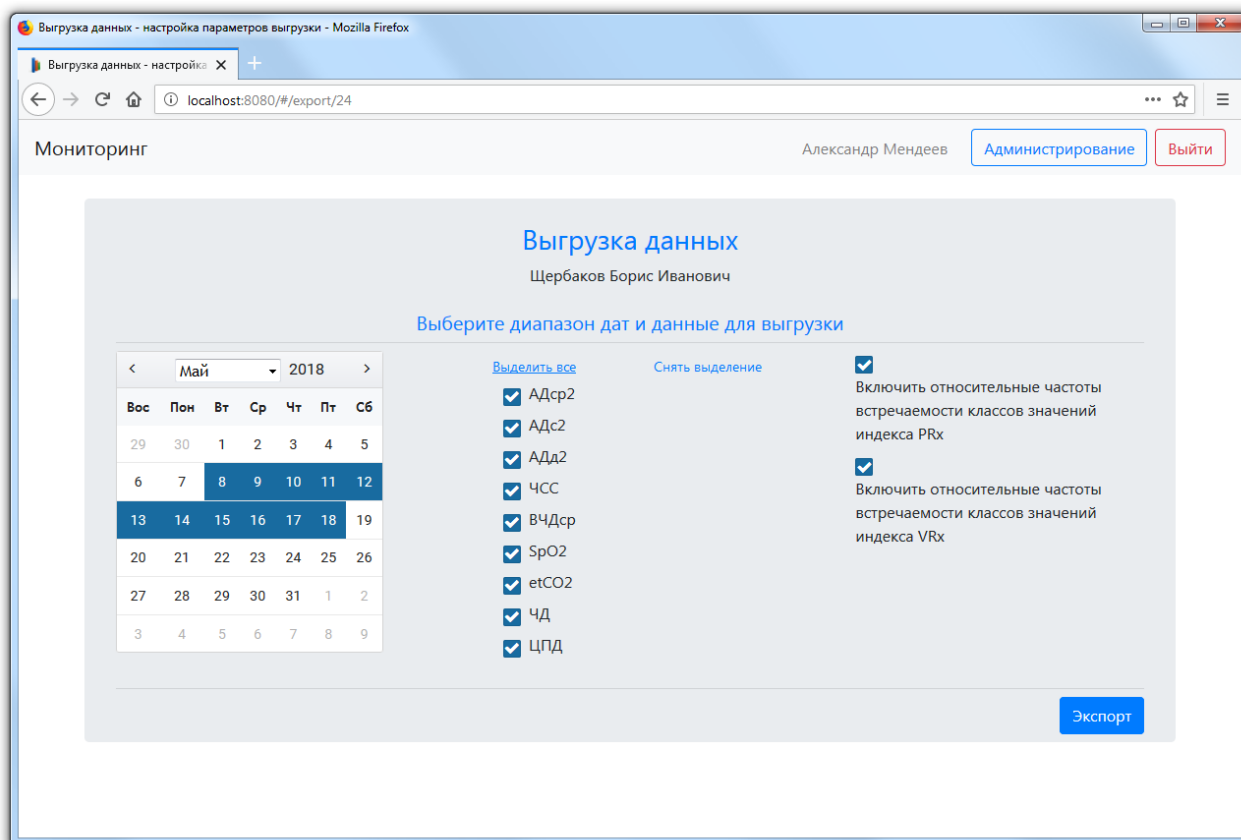 Выгрузка данных - настройка параметров выгрузки - Mozilla Firefox
Выгрузка данных - настройка
localhost:8080/#/export/24
Мониторинг
Александр Мендеев
Администрирование
Выйти
Выгрузка данных
Щербаков Борис Иванович
Выберите диапазон дат и данные для выгрузки
Май 2018
Вос Пон Вт Ср Чт Пт Сб
29 30 1 2 3 4 5
6 7 8 9 10 11 12
13 14 15 16 17 18 19
20 21 22 23 24 25 26
27 28 29 30 31 1 2
3 4 5 6 7 8 9
Выделить все
Снять выделение
АДср2
АДс2
АДд2
ЧСС
ВЧДср
SpO2
etCO2
ЧД
ЦПД
Включить относительные частоты
встречаемости классов значений
индекса PRx
Включить относительные частоты
встречаемости классов значений
индекса VRx
Экспорт